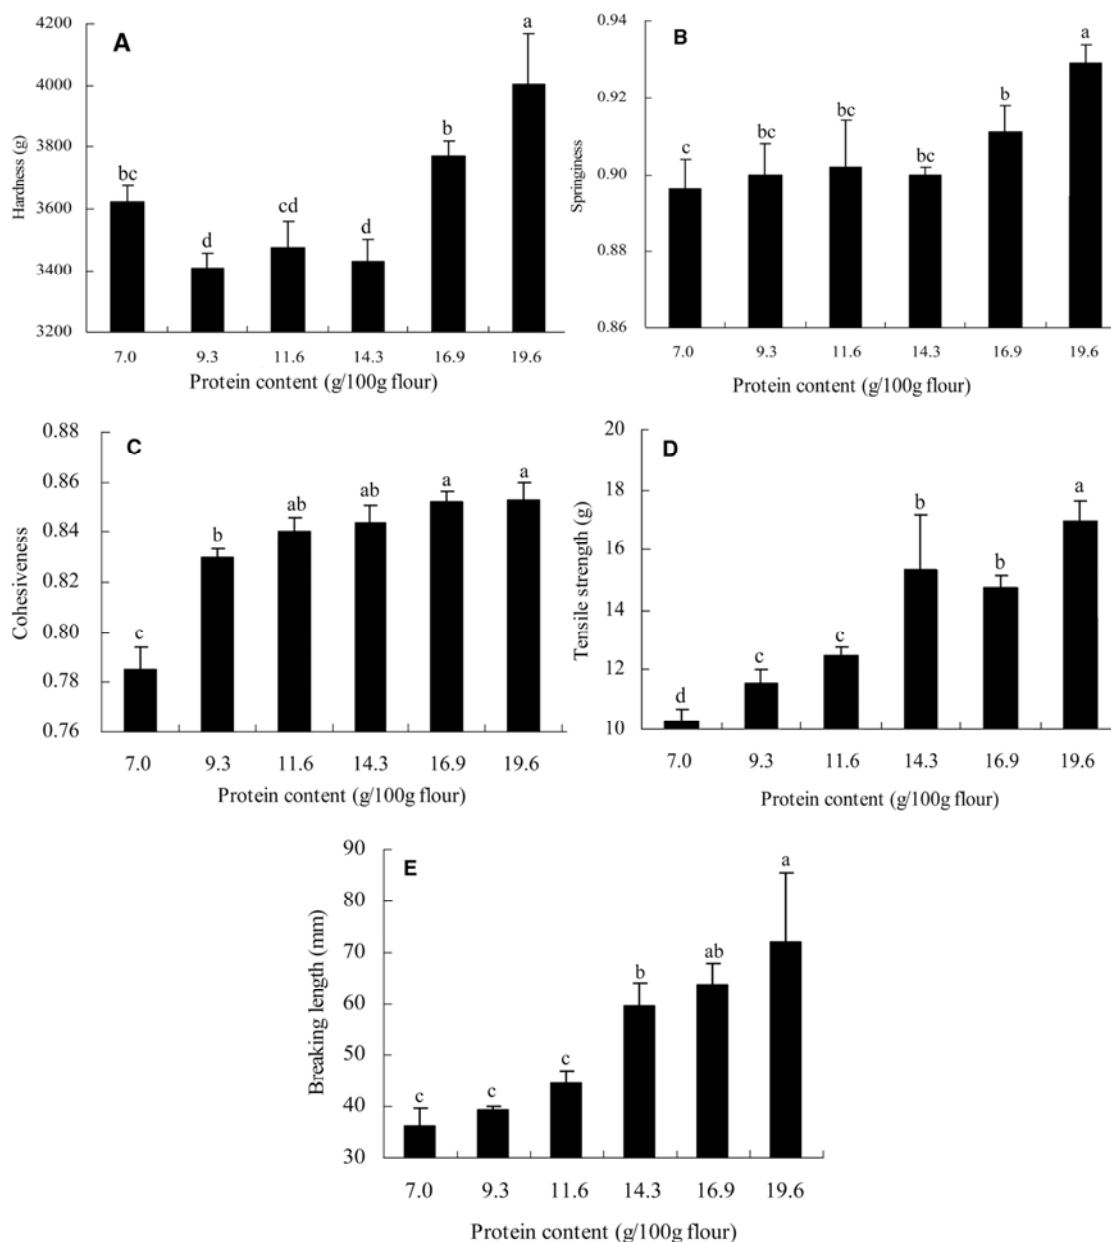 A
Hardness (g)
4200
4000
3800
3600
3400
3200
bc
d
cd
d
b
a
7.0 9.3 11.6 14.3 16.9 19.6
Protein content (g/100g flour)
B
Springiness
0.94
0.92
0.90
0.88
0.86
c
bc
bc
bc
b
a
7.0 9.3 11.6 14.3 16.9 19.6
Protein content (g/100g flour)
C
Cohesiveness
0.88
0.86
0.84
0.82
0.80
0.78
0.76
c
b
ab
ab
a
a
7.0 9.3 11.6 14.3 16.9 19.6
Protein content (g/100g flour)
D
Tensile strength (g)
20
18
16
14
12
10
d
c
c
b
b
a
7.0 9.3 11.6 14.3 16.9 19.6
Protein content (g/100g flour)
E
Breaking length (mm)
90
80
70
60
50
40
30
c
c
c
b
ab
a
7.0 9.3 11.6 14.3 16.9 19.6
Protein content (g/100g flour)